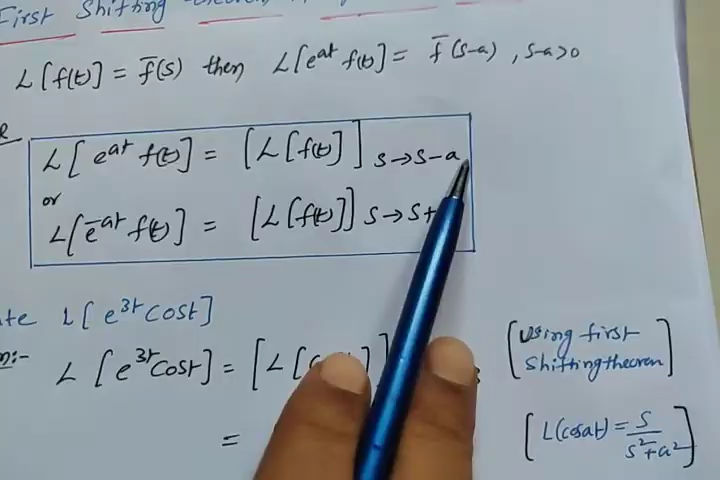 First Shifting
L[f(t)] = f̄(s) then L[e^{at} f(t)] = f̄(s-a), s-a>0
L[e^{at} f(t)] = [L[f(t)]] s→s-a
or
L[e^{-at} f(t)] = [L[f(t)]] s→s+
L[e^{3t} Cost]
L[e^{3t} Cost] = [L[ ]] [Using first Shifting theorem]
= [L(cosat) = s/(s²+a²)]